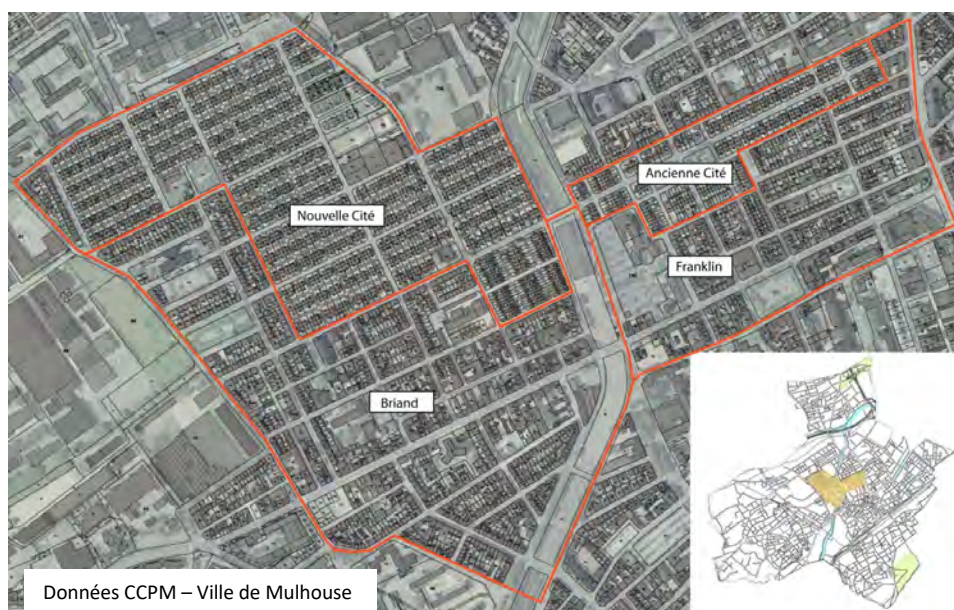 Ancienne Cité
Nouvelle Cité
Franklin
Briand
Données CCPM – Ville de Mulhouse